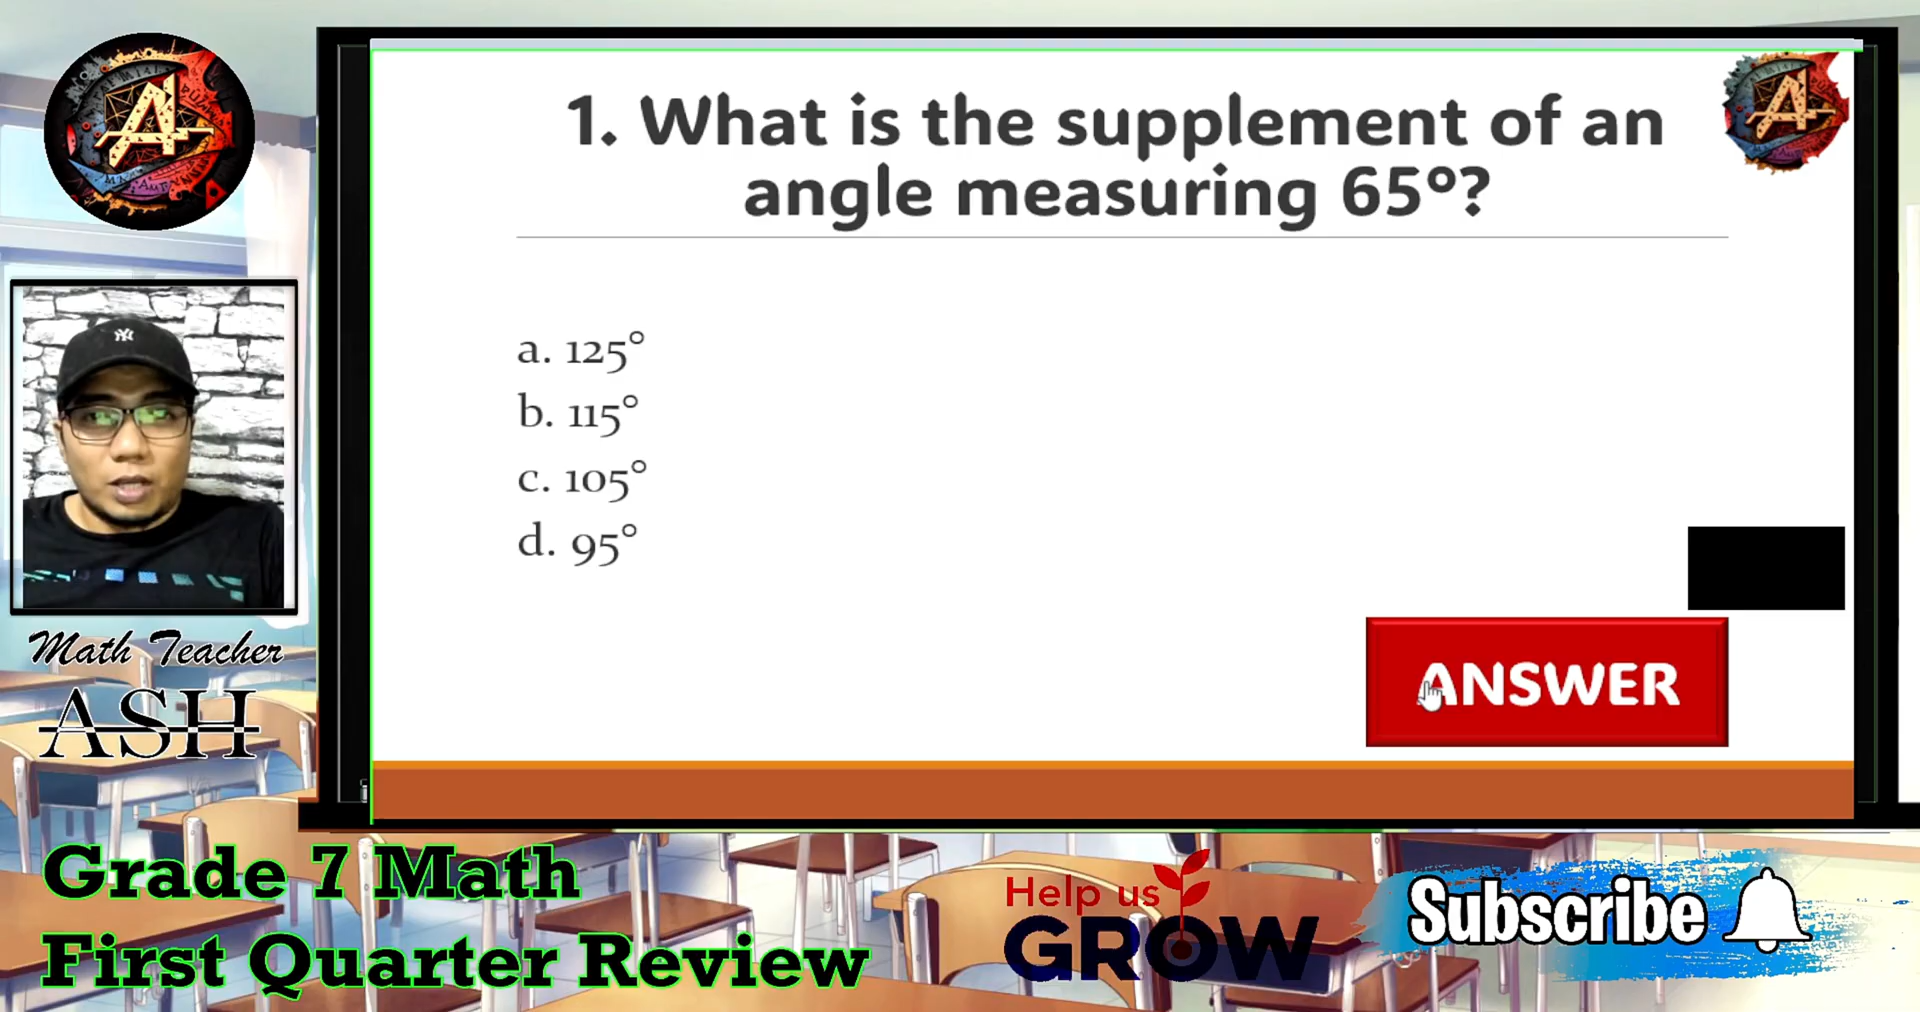 1. What is the supplement of an
angle measuring 65°?
a. 125°
b. 115°
c. 105°
d. 95°
ANSWER
Math Teacher
ASH
Grade 7 Math
First Quarter Review
Help us
GROW
Subscribe